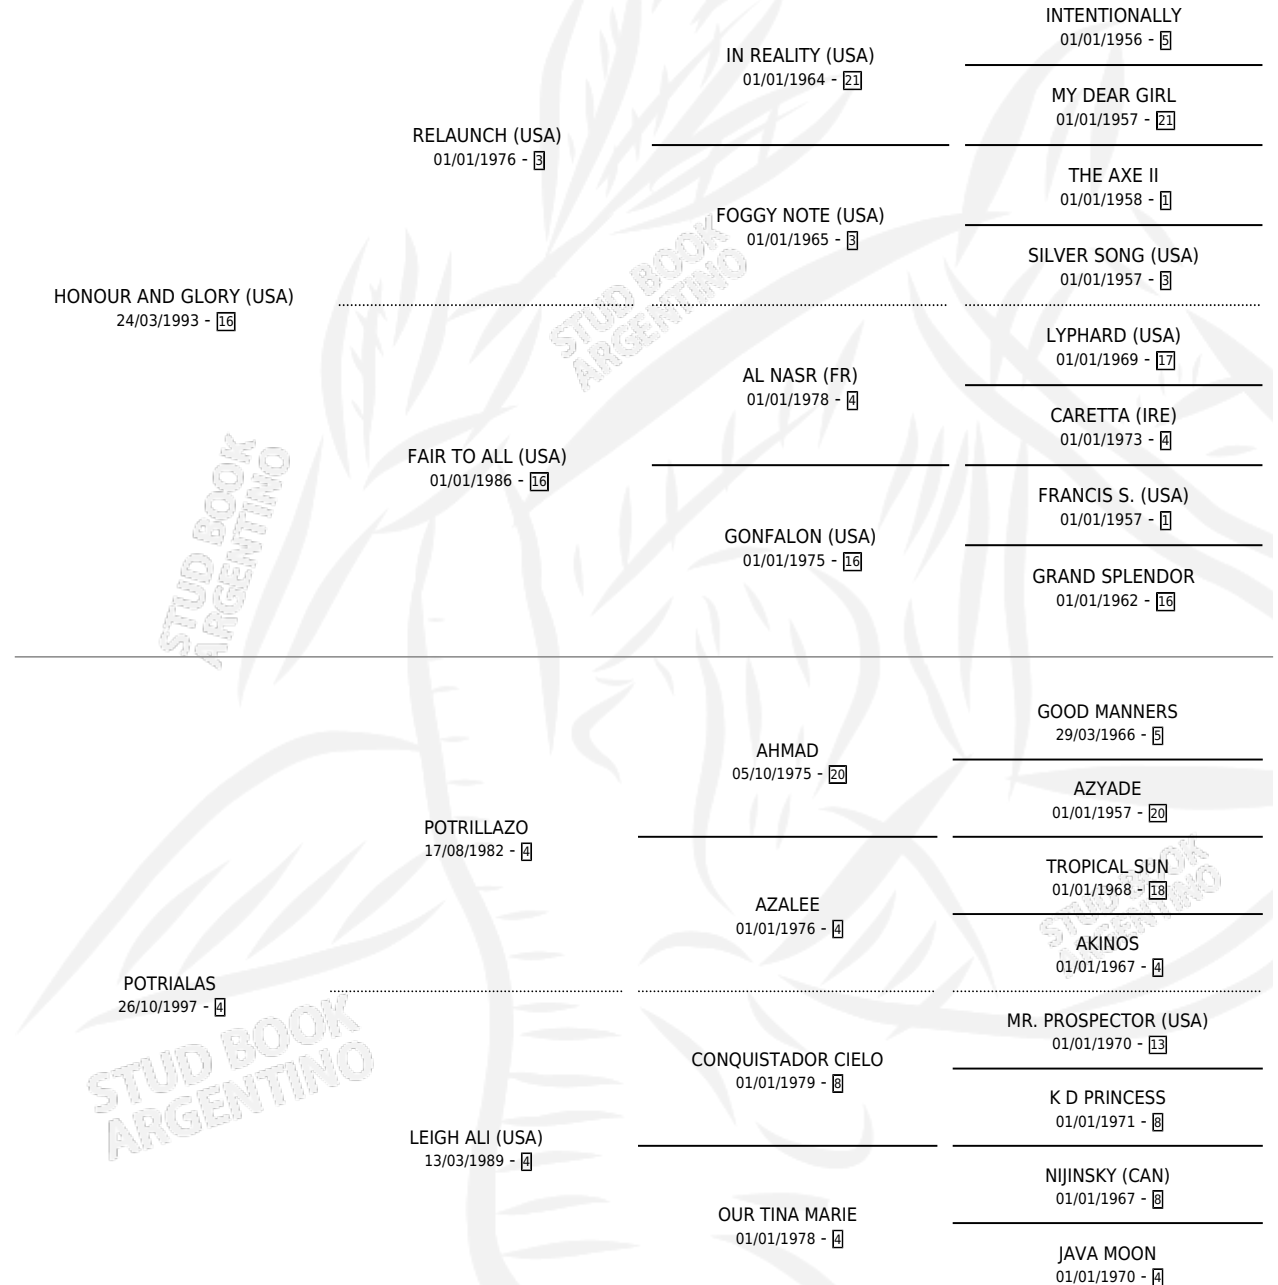 INTENTIONALLY
01/01/1956 - 5
IN REALITY (USA)
01/01/1964 - 21
MY DEAR GIRL
01/01/1957 - 21
RELAUNCH (USA)
01/01/1976 - 3
THE AXE II
01/01/1958 - 1
FOGGY NOTE (USA)
01/01/1965 - 3
SILVER SONG (USA)
01/01/1957 - 3
HONOUR AND GLORY (USA)
24/03/1993 - 16
STUD BOOK
ARGENTINO
LYPHARD (USA)
01/01/1969 - 17
AL NASR (FR)
01/01/1978 - 4
CARETTA (IRE)
01/01/1973 - 4
FAIR TO ALL (USA)
01/01/1986 - 16
FRANCIS S. (USA)
01/01/1957 - 1
GONFALON (USA)
01/01/1975 - 16
GRAND SPLENDOR
01/01/1962 - 16
STUD BOOK
ARGENTINO
GOOD MANNERS
29/03/1966 - 5
AHMAD
05/10/1975 - 20
AZYADE
01/01/1957 - 20
POTRILLAZO
17/08/1982 - 4
TROPICAL SUN
01/01/1968 - 18
AZALEE
01/01/1976 - 4
AKINOS
01/01/1967 - 4
STUD BOOK
ARGENTINO
POTRIALAS
26/10/1997 - 4
MR. PROSPECTOR (USA)
01/01/1970 - 13
CONQUISTADOR CIELO
01/01/1979 - 8
K D PRINCESS
01/01/1971 - 8
STUD BOOK
ARGENTINO
LEIGH ALI (USA)
13/03/1989 - 4
NIJINSKY (CAN)
01/01/1967 - 8
OUR TINA MARIE
01/01/1978 - 4
JAVA MOON
01/01/1970 - 4